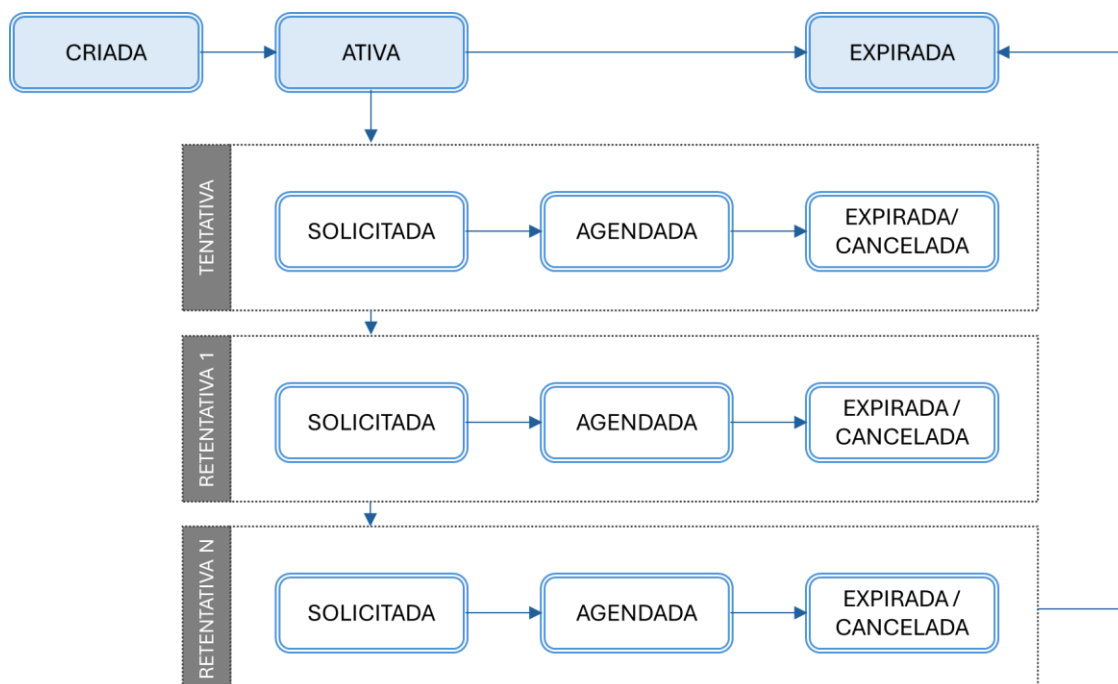 CRIADA
ATIVA
EXPIRADA
TENTATIVA
SOLICITADA
AGENDADA
EXPIRADA/
CANCELADA
RETENTATIVA 1
SOLICITADA
AGENDADA
EXPIRADA /
CANCELADA
RETENTATIVA N
SOLICITADA
AGENDADA
EXPIRADA /
CANCELADA